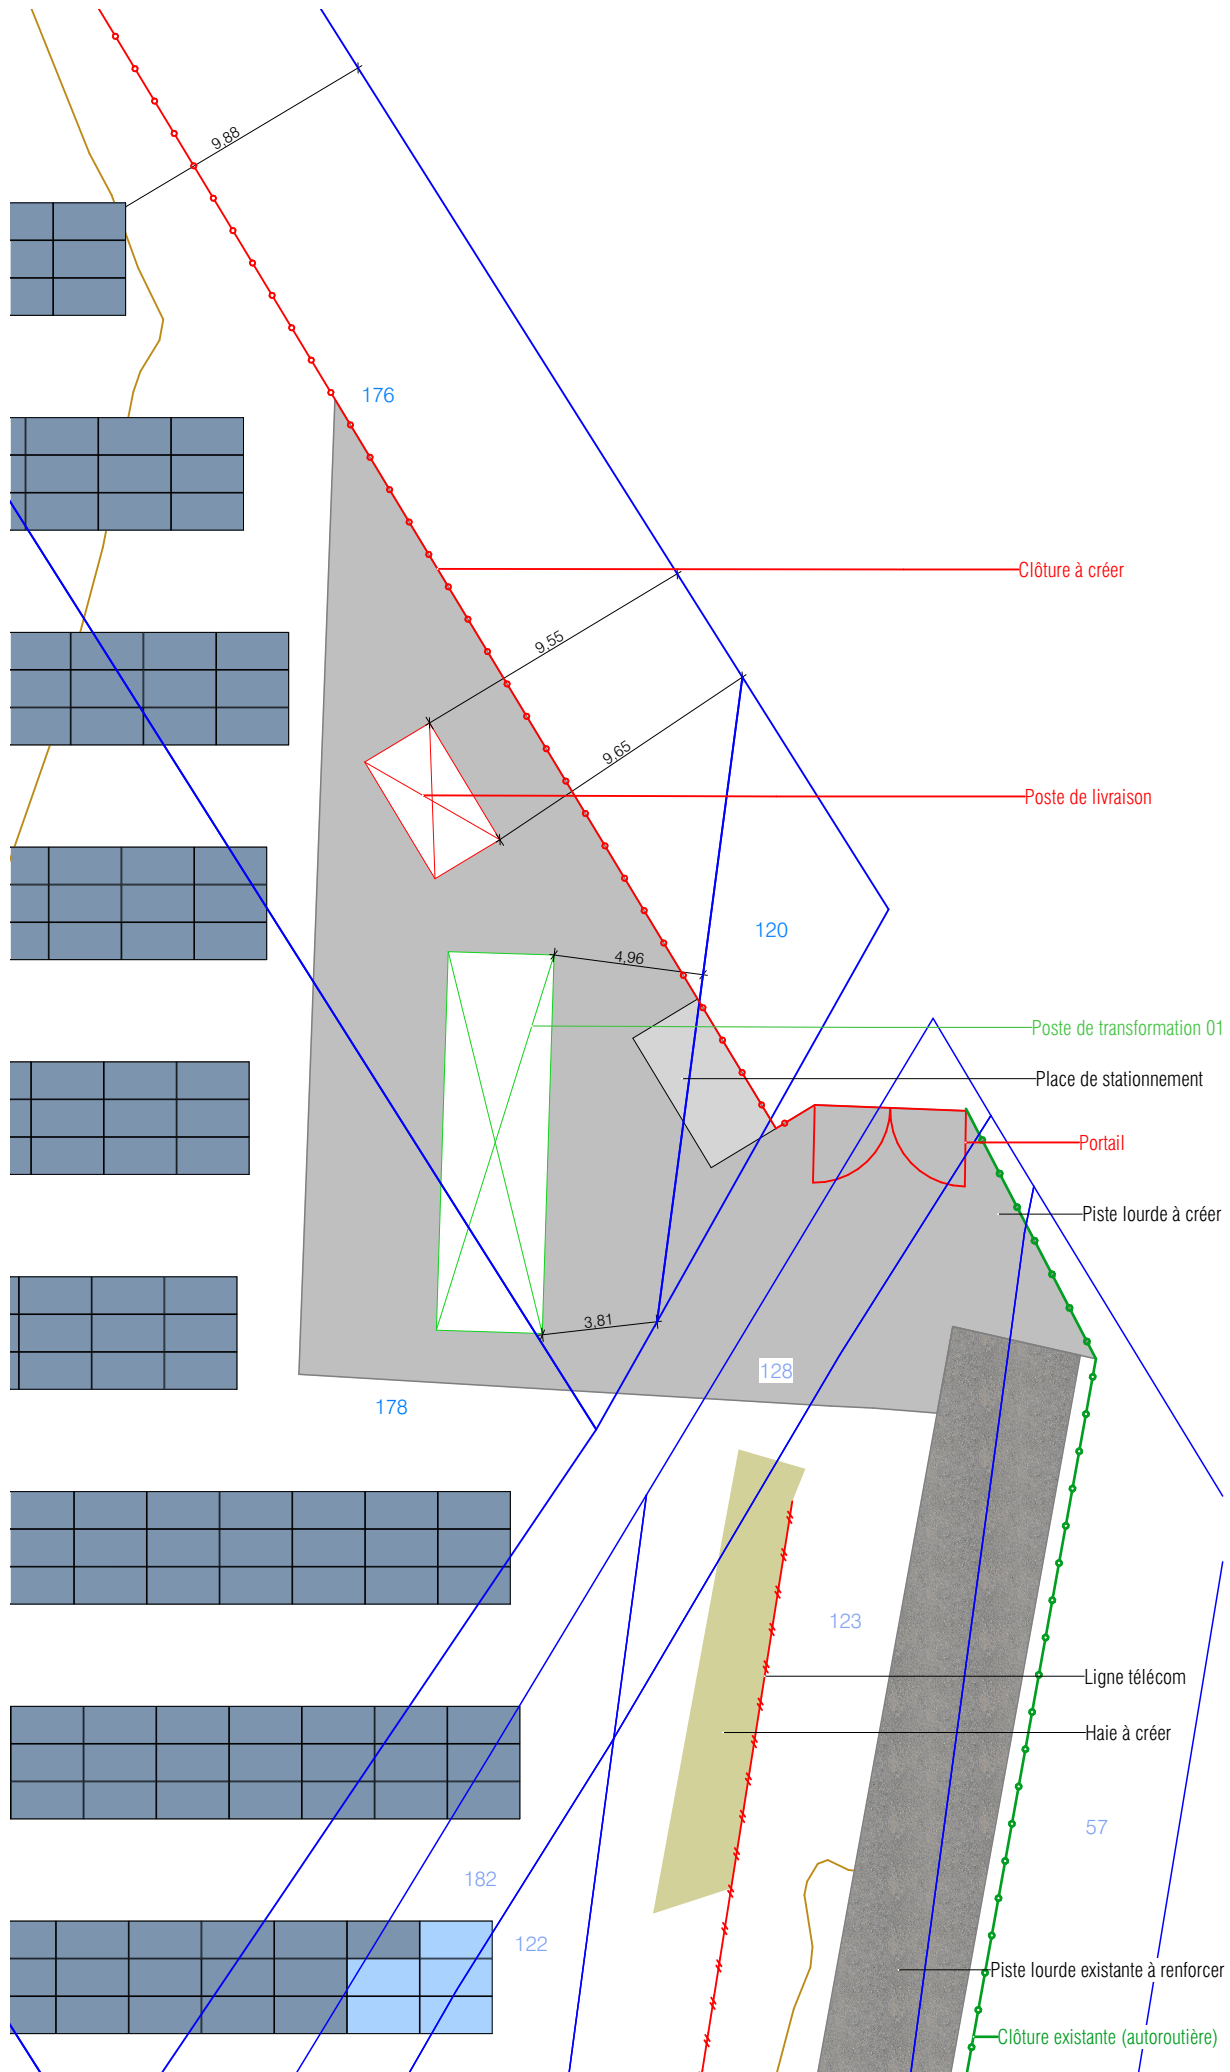 9,88
176
Clôture à créer
9,55
9,65
Poste de livraison
120
4,96
Poste de transformation 01
Place de stationnement
Portail
Piste lourde à créer
3,81
128
178
123
Ligne télécom
Haie à créer
57
182
122
Piste lourde existante à renforcer
Clôture existante (autoroutière)